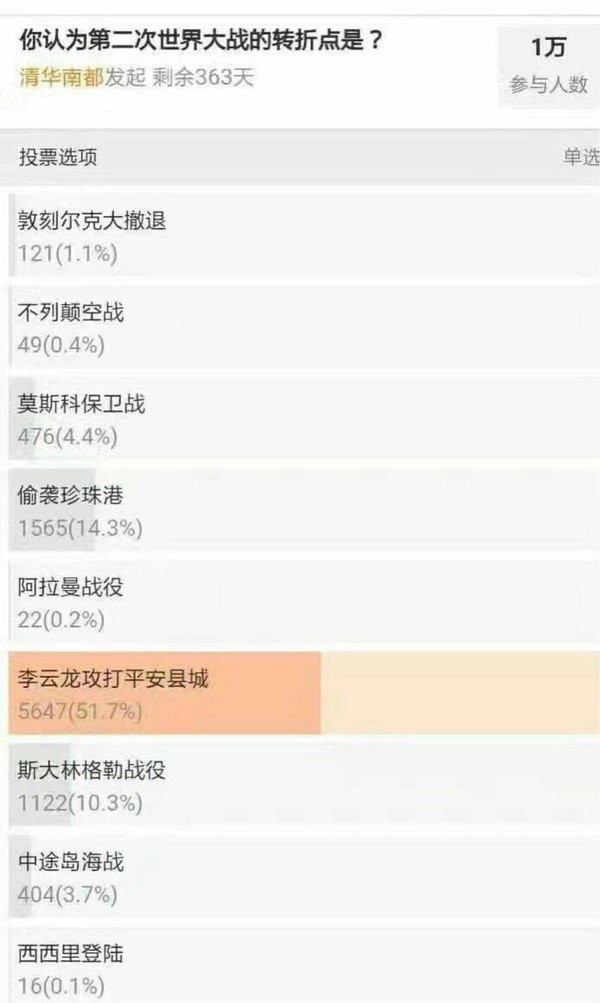 你认为第二次世界大战的转折点是？
1万
清华南都发起 剩余363天
参与人数
投票选项
单选
敦刻尔克大撤退
121(1.1%)
不列颠空战
49(0.4%)
莫斯科保卫战
476(4.4%)
偷袭珍珠港
1565(14.3%)
阿拉曼战役
22(0.2%)
李云龙攻打平安县城
5647(51.7%)
斯大林格勒战役
1122(10.3%)
中途岛海战
404(3.7%)
西西里登陆
16(0.1%)